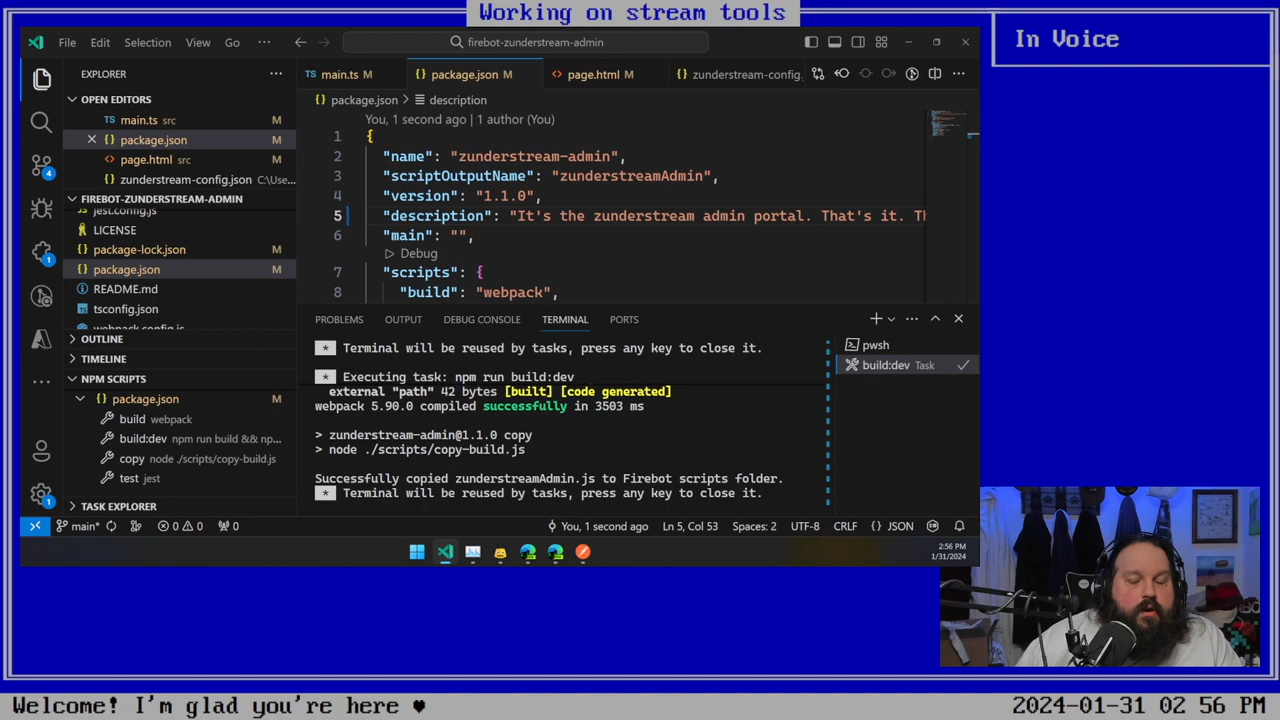 Working on stream tools
In Voice
File Edit Selection View Go ···
firebot-zunderstream-admin
EXPLORER
main.ts M
package.json M
page.html M
zunderstream-config.
OPEN EDITORS
main.ts src M
package.json M
page.html src M
zunderstream-config.json C:\Use...
FIREBOT-ZUNDERSTREAM-ADMIN
jest.config.js
LICENSE
package-lock.json M
package.json M
README.md
tsconfig.json
webpack.config.js
OUTLINE
TIMELINE
NPM SCRIPTS
package.json M
build webpack
build:dev npm run build && np...
copy node ./scripts/copy-build.js
test jest
TASK EXPLORER
package.json > description
You, 1 second ago | 1 author (You)
1 {
2 "name": "zunderstream-admin",
3 "scriptOutputName": "zunderstreamAdmin",
4 "version": "1.1.0",
5 "description": "It's the zunderstream admin portal. That's it. Th
6 "main": "",
Debug
7 "scripts": {
8 "build": "webpack",
PROBLEMS OUTPUT DEBUG CONSOLE TERMINAL PORTS
* Terminal will be reused by tasks, press any key to close it.
* Executing task: npm run build:dev
external "path" 42 bytes [built] [code generated]
webpack 5.90.0 compiled successfully in 3503 ms
> zunderstream-admin@1.1.0 copy
> node ./scripts/copy-build.js
Successfully copied zunderstreamAdmin.js to Firebot scripts folder.
* Terminal will be reused by tasks, press any key to close it.
pwsh
build:dev Task
4
1
1
main* 0 0 0 You, 1 second ago Ln 5, Col 53 Spaces: 2 UTF-8 CRLF {} JSON
2:56 PM
1/31/2024
Welcome! I'm glad you're here ♥
2024-01-31 02 56 PM